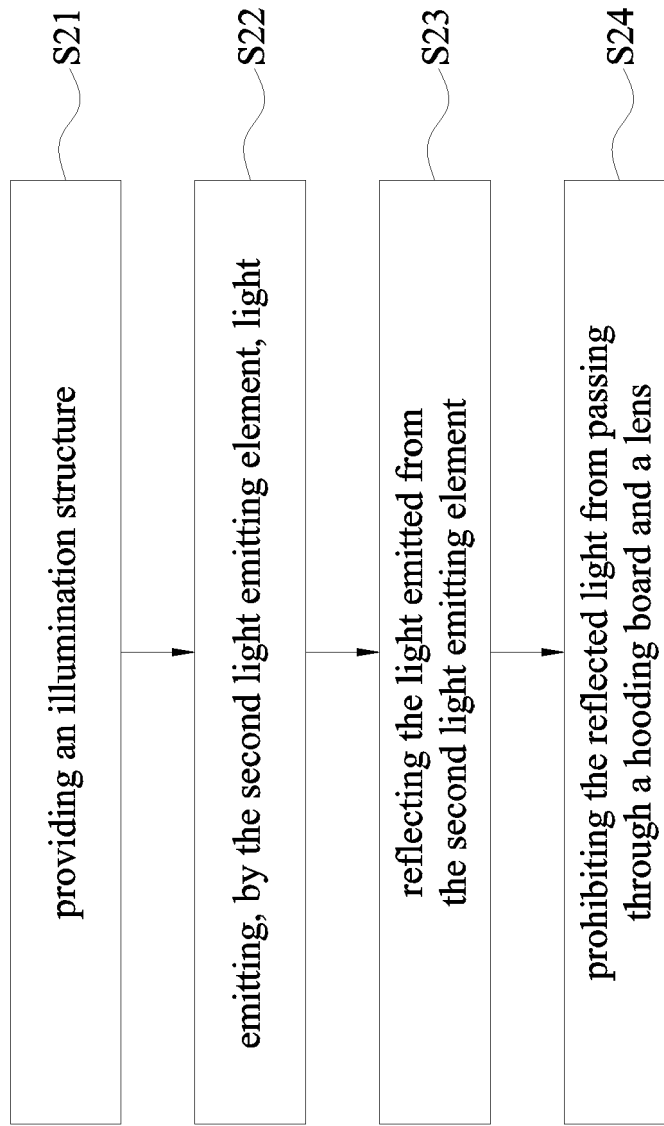 providing an illumination structure
S21
emitting, by the second light emitting element, light
S22
reflecting the light emitted from
the second light emitting element
S23
prohibiting the reflected light from passing
through a hooding board and a lens
S24